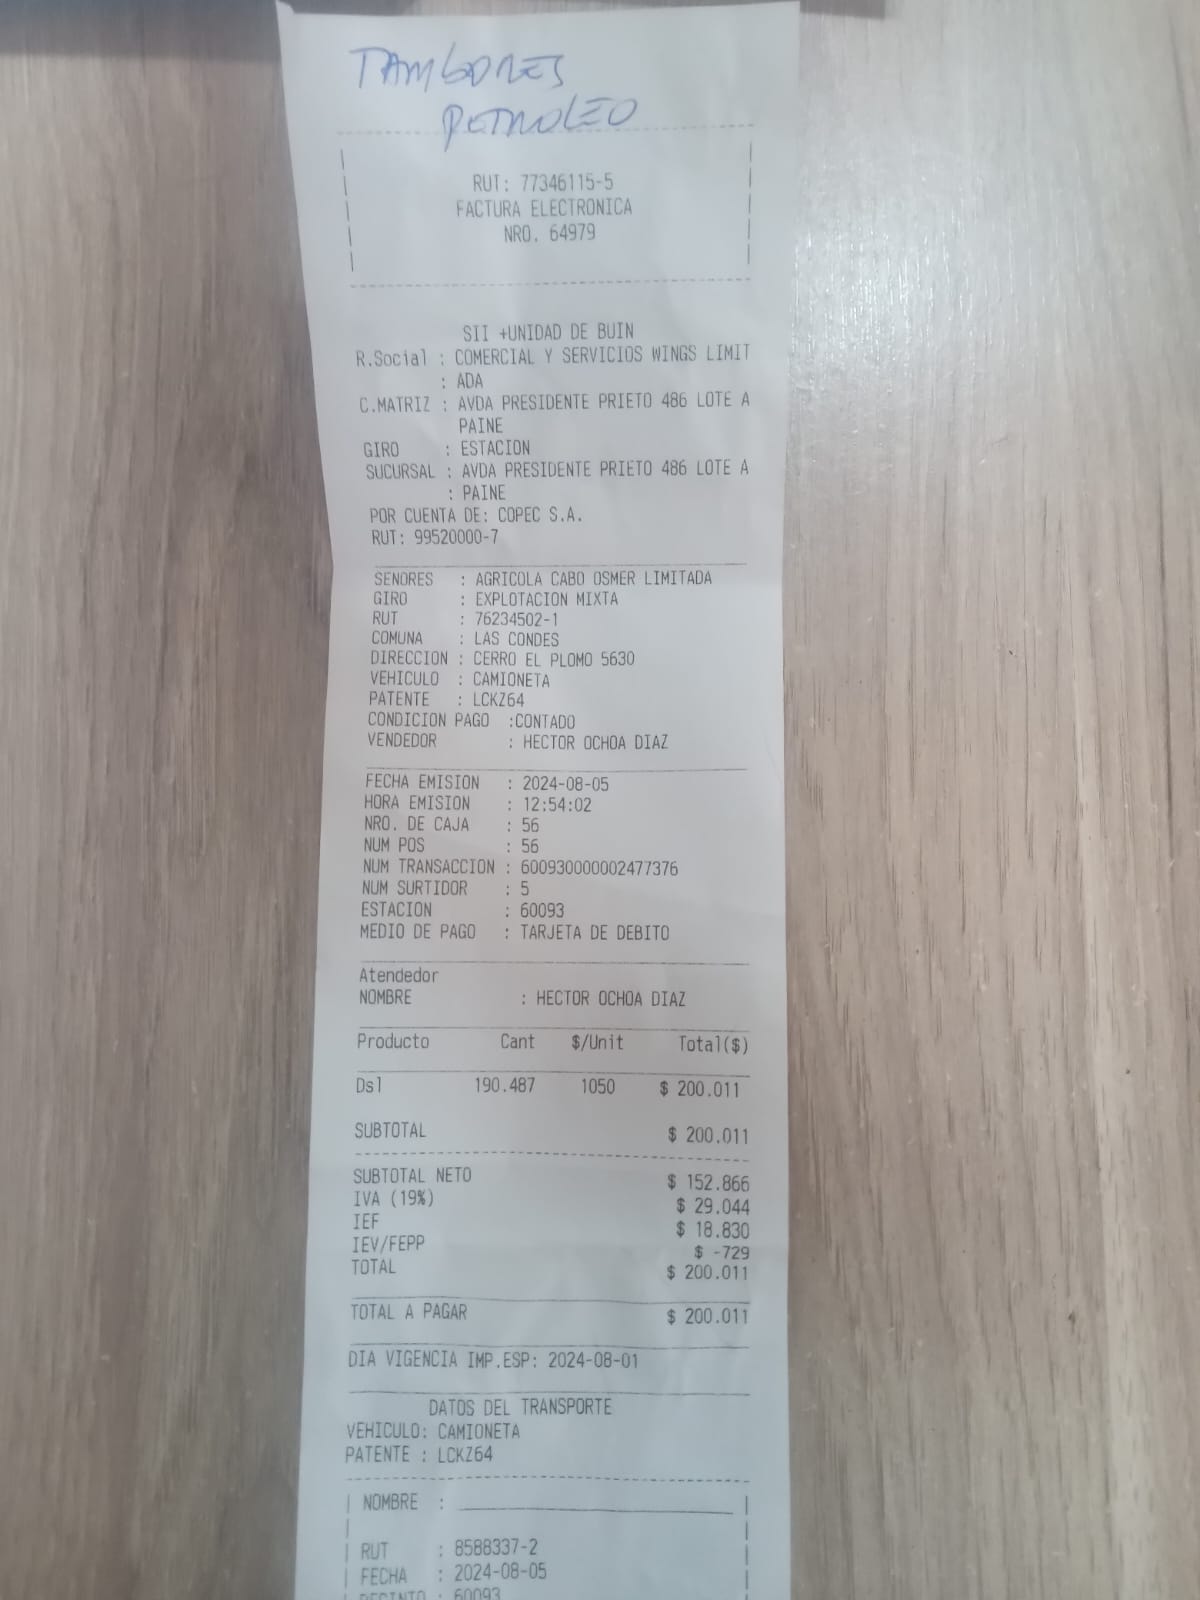 TAMBORES
PETROLEO
RUT: 77346115-5
FACTURA ELECTRONICA
NRO. 64979
SII +UNIDAD DE BUIN
R.Social : COMERCIAL Y SERVICIOS WINGS LIMIT
: ADA
C.MATRIZ : AVDA PRESIDENTE PRIETO 486 LOTE A
PAINE
GIRO : ESTACION
SUCURSAL : AVDA PRESIDENTE PRIETO 486 LOTE A
: PAINE
POR CUENTA DE: COPEC S.A.
RUT: 99520000-7
SENORES : AGRICOLA CABO OSMER LIMITADA
GIRO : EXPLOTACION MIXTA
RUT : 76234502-1
COMUNA : LAS CONDES
DIRECCION : CERRO EL PLOMO 5630
VEHICULO : CAMIONETA
PATENTE : LCKZ64
CONDICION PAGO :CONTADO
VENDEDOR : HECTOR OCHOA DIAZ
FECHA EMISION : 2024-08-05
HORA EMISION : 12:54:02
NRO. DE CAJA : 56
NUM POS : 56
NUM TRANSACCION : 600930000002477376
NUM SURTIDOR : 5
ESTACION : 60093
MEDIO DE PAGO : TARJETA DE DEBITO
Atendedor
NOMBRE : HECTOR OCHOA DIAZ
Producto Cant $/Unit Total($)
Dsl 190.487 1050 $ 200.011
SUBTOTAL $ 200.011
SUBTOTAL NETO $ 152.866
IVA (19%) $ 29.044
IEF $ 18.830
IEV/FEPP $ -729
TOTAL $ 200.011
TOTAL A PAGAR $ 200.011
DIA VIGENCIA IMP.ESP: 2024-08-01
DATOS DEL TRANSPORTE
VEHICULO: CAMIONETA
PATENTE : LCKZ64
NOMBRE :
RUT : 8588337-2
FECHA : 2024-08-05
RECINTO : 60093